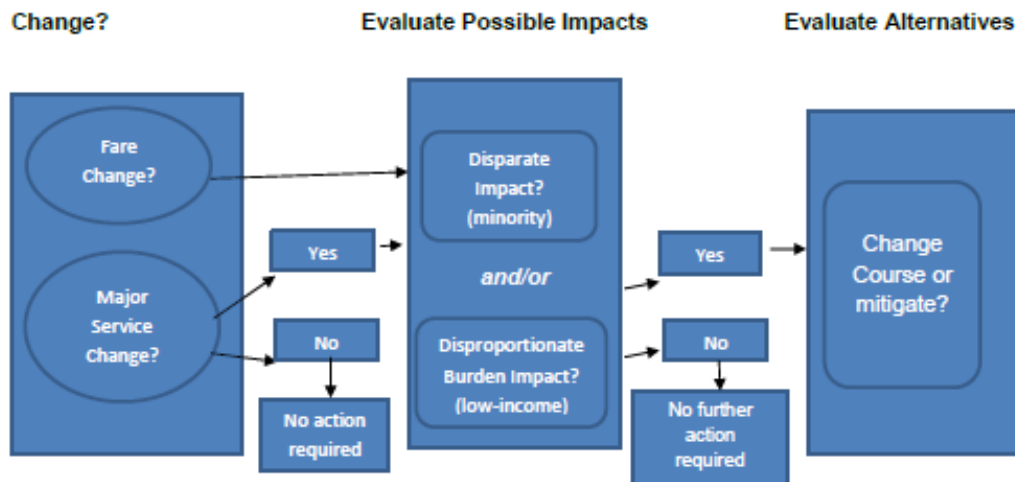 Change?
Evaluate Possible Impacts
Evaluate Alternatives
Fare
Change?
Major
Service
Change?
Yes
No
No action
required
Disparate
Impact?
(minority)
and/or
Disproportionate
Burden Impact?
(low-income)
Yes
No
No further
action
required
Change
Course or
mitigate?